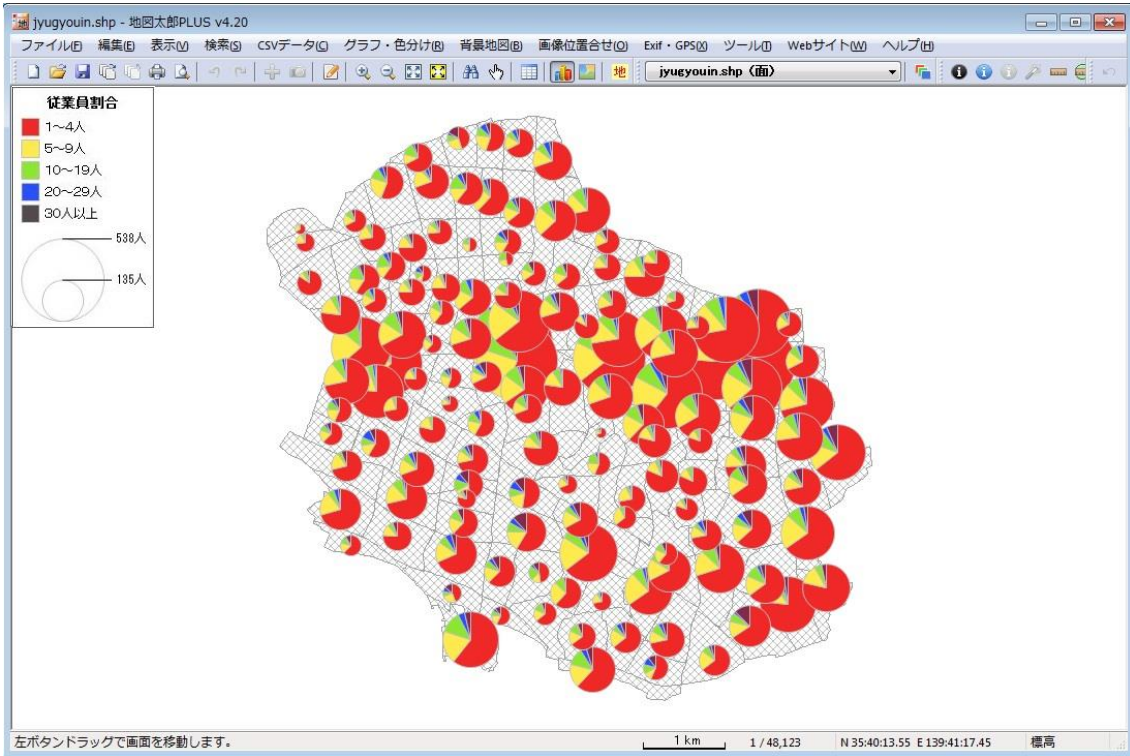 jyugyouin.shp - 地図太郎PLUS v4.20
ファイル(F) 編集(E) 表示(V) 検索(S) CSVデータ(C) グラフ・色分け(R) 背景地図(B) 画像位置合せ(O) Exif・GPS(X) ツール(T) Webサイト(W) ヘルプ(H)
地 jyugyouin.shp（面）
従業員割合
1～4人
5～9人
10～19人
20～29人
30人以上
538人
135人
左ボタンドラッグで画面を移動します。 1 km 1 / 48,123 N 35:40:13.55 E 139:41:17.45 標高